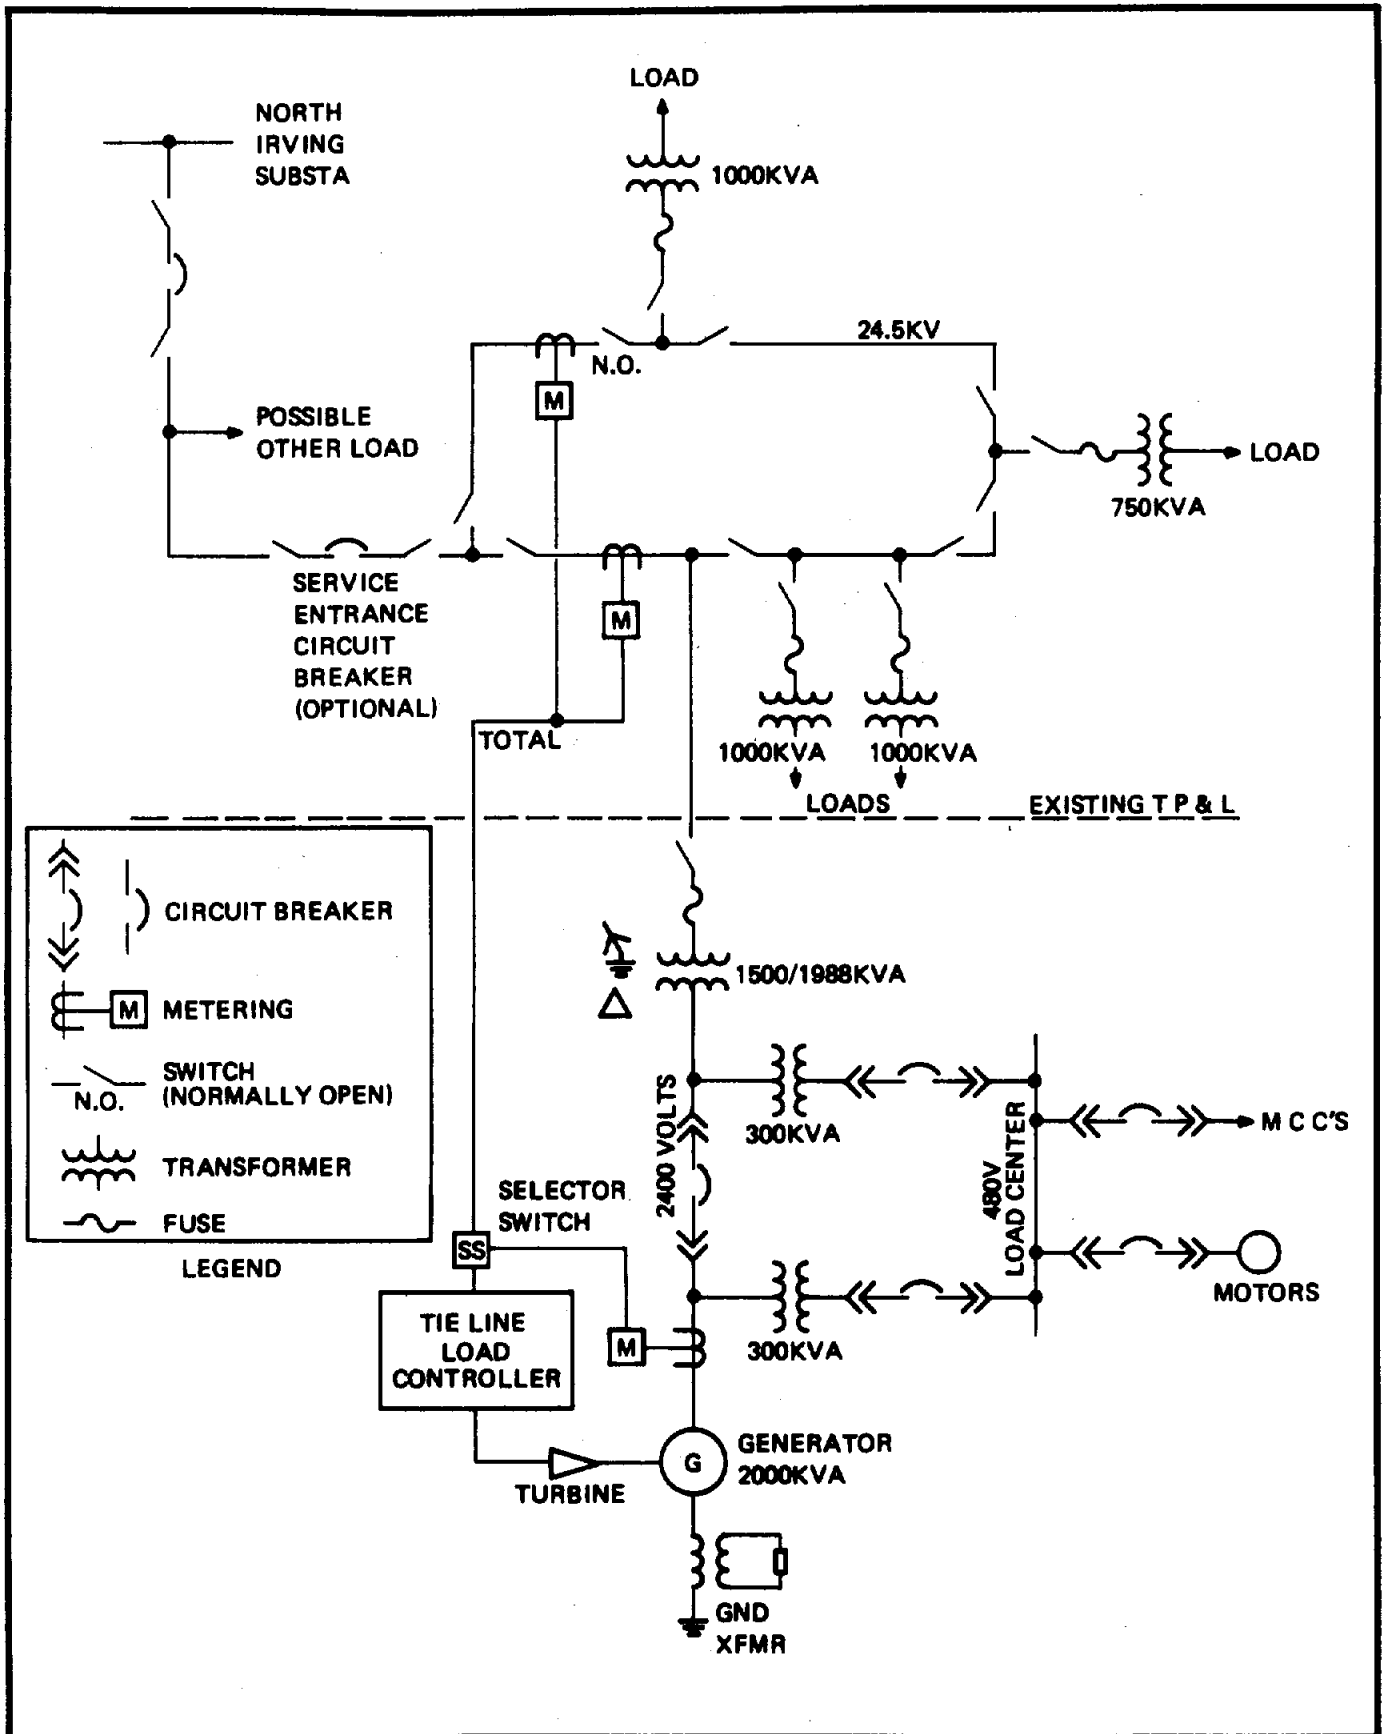 LOAD
NORTH
IRVING
SUBSTA
1000KVA
24.5KV
N.O.
M
POSSIBLE
OTHER LOAD
LOAD
750KVA
SERVICE
ENTRANCE
CIRCUIT
BREAKER
(OPTIONAL)
M
TOTAL
1000KVA
1000KVA
LOADS
EXISTING T P & L
CIRCUIT BREAKER
M
METERING
SWITCH
(NORMALLY OPEN)
N.O.
TRANSFORMER
FUSE
LEGEND
1500/1988KVA
2400 VOLTS
300KVA
480V
LOAD CENTER
M C C'S
SELECTOR
SWITCH
SS
MOTORS
TIE LINE
LOAD
CONTROLLER
M
300KVA
G
GENERATOR
2000KVA
TURBINE
GND
XFMR